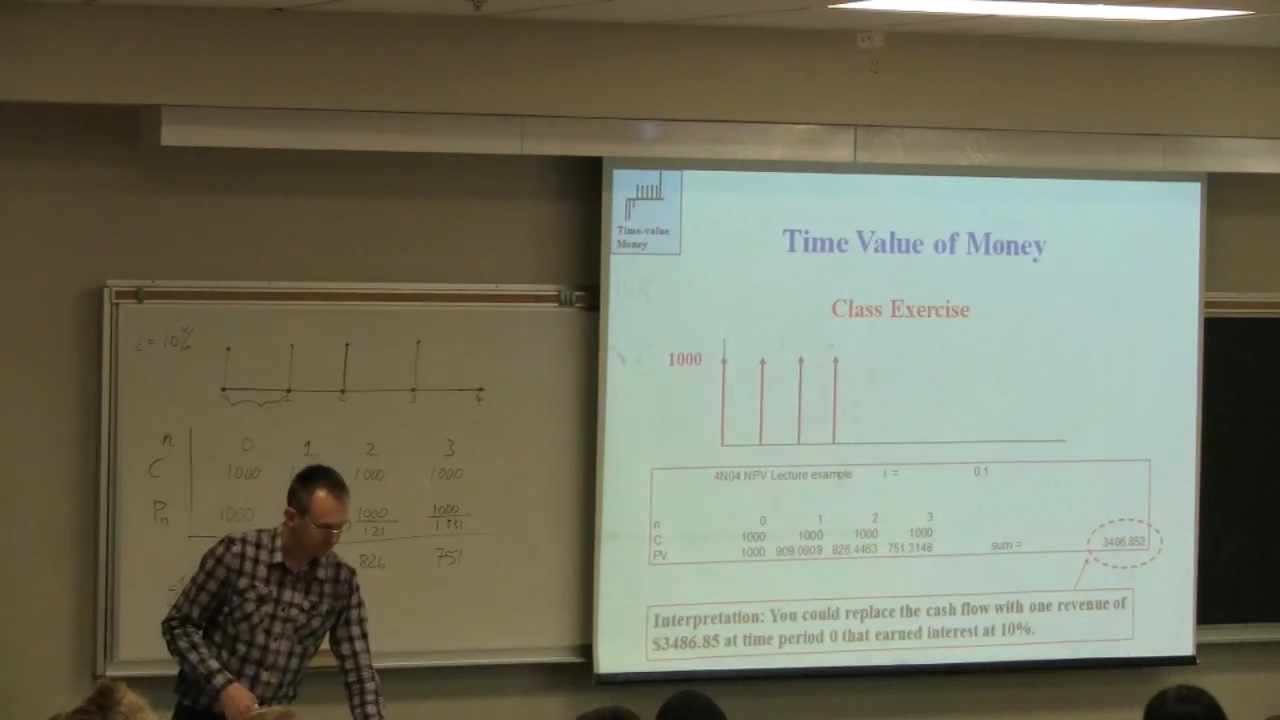 i = 10%
2 3 4
n 0 1 2 3
C 1000 1000 1000
Pn 1000 1000/1.21 1000/1.331
826 751
Time-value
Money
Time Value of Money
Class Exercise
1000
4N04 NPV Lecture example i = 0.1
n 0 1 2 3
C 1000 1000 1000 1000
PV 1000 909.0909 826.4463 751.3148 sum = 3486.852
Interpretation: You could replace the cash flow with one revenue of
$3486.85 at time period 0 that earned interest at 10%.